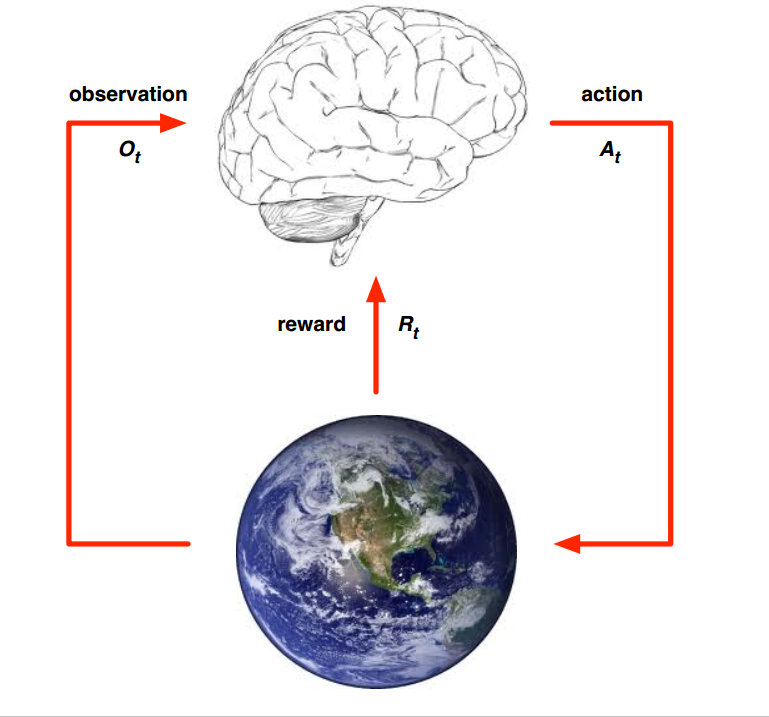 observation
O_t
action
A_t
reward
R_t